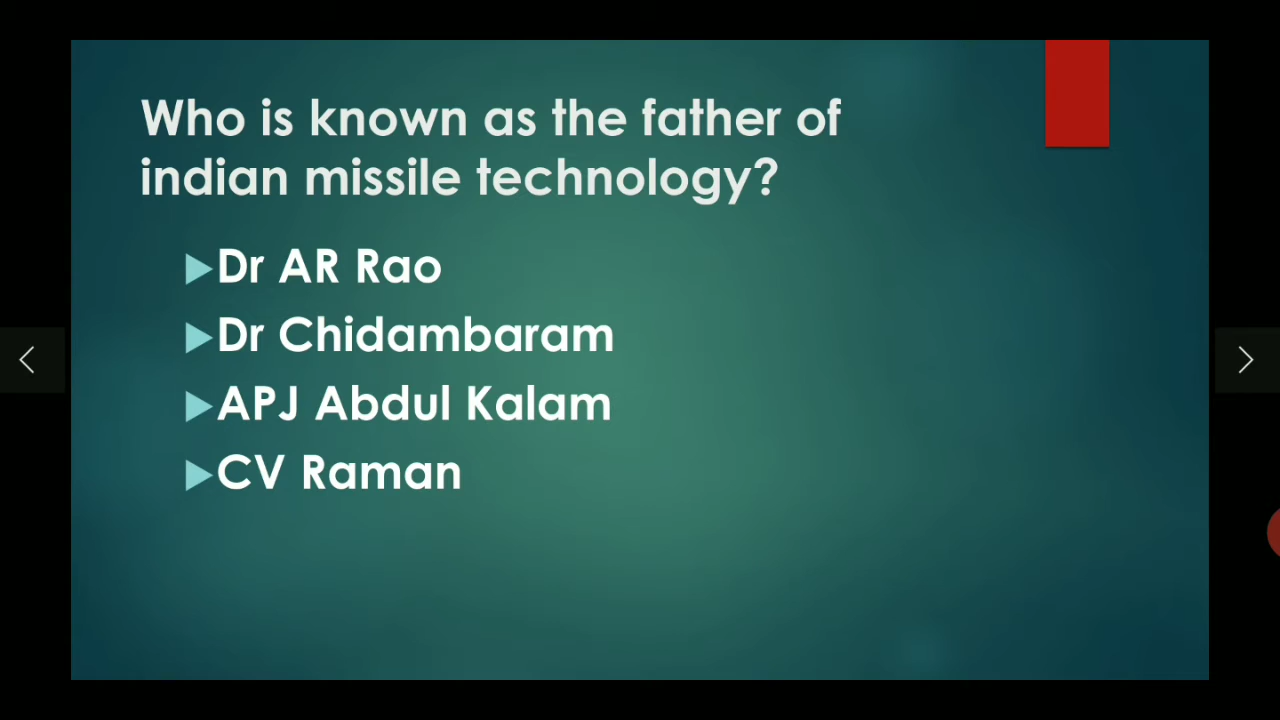 Who is known as the father of
indian missile technology?
Dr AR Rao
Dr Chidambaram
APJ Abdul Kalam
CV Raman